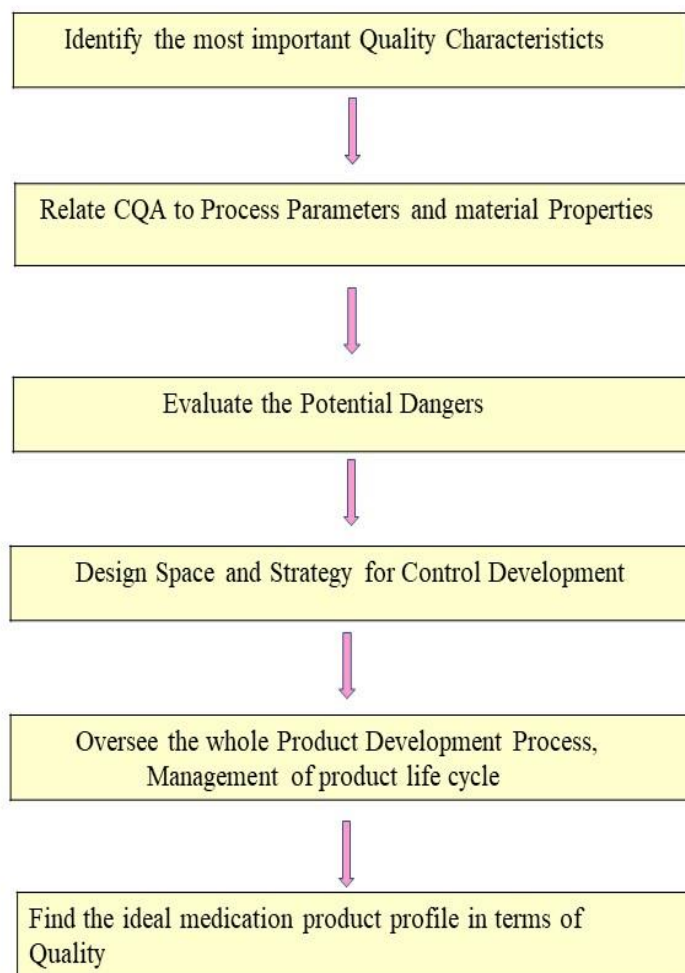 Identify the most important Quality Characteristicts
Relate CQA to Process Parameters and material Properties
Evaluate the Potential Dangers
Design Space and Strategy for Control Development
Oversee the whole Product Development Process,
Management of product life cycle
Find the ideal medication product profile in terms of
Quality